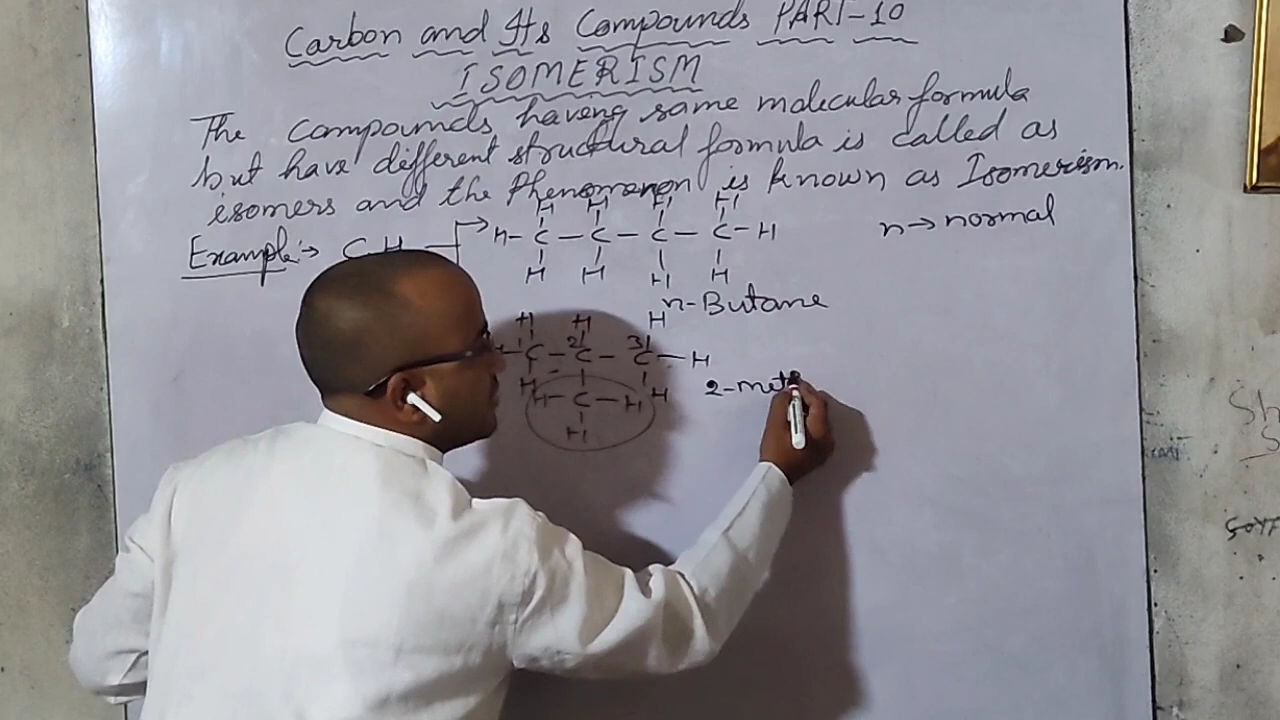 Carbon and Its Compounds PART-10
ISOMERISM
The compounds having same molecular formula
but have different structural formula is called as
isomers and the Phenomenon is known as Isomerism.
Example:→ C H
H H H H
H-C-C-C-C-H
H H H H
n→normal
n-Butane
H H H
1 2 3
-C-C-C-H
H H
H-C-H
H
2-meth